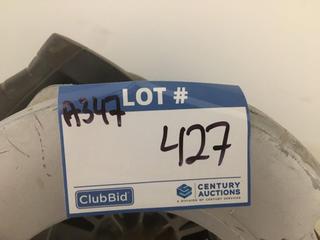 LOT #
A347
427
ClubBid
CENTURY
AUCTIONS
A DIVISION OF CENTURY SERVICES